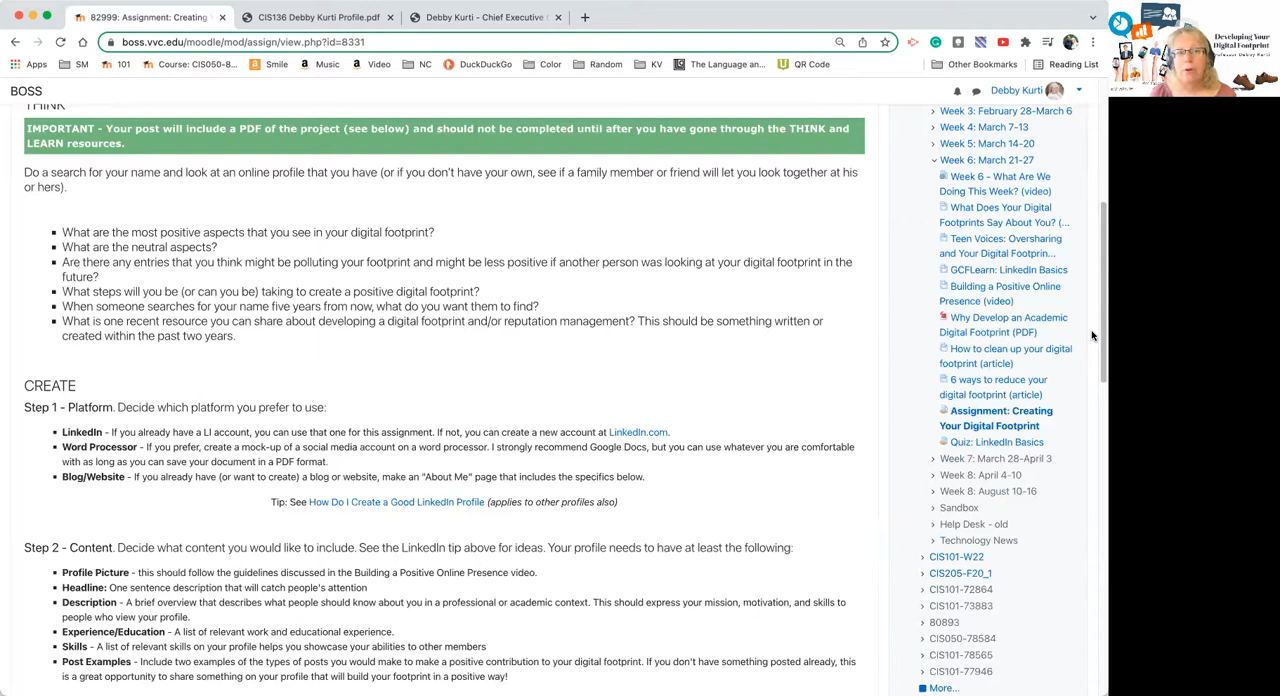 82999: Assignment: Creating Y
CIS136 Debby Kurti Profile.pdf
Debby Kurti - Chief Executive
boss.vvc.edu/moodle/mod/assign/view.php?id=8331
Apps
SM
101
Course: CIS050-8...
Smile
Music
Video
NC
DuckDuckGo
Color
Random
KV
The Language an...
QR Code
Other Bookmarks
Reading List
Developing Your
Digital Footprint
BOSS
Debby Kurti
THINK
IMPORTANT - Your post will include a PDF of the project (see below) and should not be completed until after you have gone through the THINK and
LEARN resources.
Do a search for your name and look at an online profile that you have (or if you don't have your own, see if a family member or friend will let you look together at his
or hers).
What are the most positive aspects that you see in your digital footprint?
What are the neutral aspects?
Are there any entries that you think might be polluting your footprint and might be less positive if another person was looking at your digital footprint in the
future?
What steps will you be (or can you be) taking to create a positive digital footprint?
When someone searches for your name five years from now, what do you want them to find?
What is one recent resource you can share about developing a digital footprint and/or reputation management? This should be something written or
created within the past two years.
CREATE
Step 1 - Platform. Decide which platform you prefer to use:
LinkedIn - If you already have a LI account, you can use that one for this assignment. If not, you can create a new account at LinkedIn.com.
Word Processor - If you prefer, create a mock-up of a social media account on a word processor. I strongly recommend Google Docs, but you can use whatever you are comfortable
with as long as you can save your document in a PDF format.
Blog/Website - If you already have (or want to create) a blog or website, make an "About Me" page that includes the specifics below.
Tip: See How Do I Create a Good LinkedIn Profile (applies to other profiles also)
Step 2 - Content. Decide what content you would like to include. See the LinkedIn tip above for ideas. Your profile needs to have at least the following:
Profile Picture - this should follow the guidelines discussed in the Building a Positive Online Presence video.
Headline: One sentence description that will catch people's attention
Description - A brief overview that describes what people should know about you in a professional or academic context. This should express your mission, motivation, and skills to
people who view your profile.
Experience/Education - A list of relevant work and educational experience.
Skills - A list of relevant skills on your profile helps you showcase your abilities to other members
Post Examples - Include two examples of the types of posts you would make to make a positive contribution to your digital footprint. If you don't have something posted already, this
is a great opportunity to share something on your profile that will build your footprint in a positive way!
Week 3: February 28-March 6
Week 4: March 7-13
Week 5: March 14-20
Week 6: March 21-27
Week 6 - What Are We
Doing This Week? (video)
What Does Your Digital
Footprints Say About You? (...
Teen Voices: Oversharing
and Your Digital Footprin...
GCFLearn: LinkedIn Basics
Building a Positive Online
Presence (video)
Why Develop an Academic
Digital Footprint (PDF)
How to clean up your digital
footprint (article)
6 ways to reduce your
digital footprint (article)
Assignment: Creating
Your Digital Footprint
Quiz: LinkedIn Basics
Week 7: March 28-April 3
Week 8: April 4-10
Week 8: August 10-16
Sandbox
Help Desk - old
Technology News
CIS101-W22
CIS205-F20_1
CIS101-72864
CIS101-73883
80893
CIS050-78584
CIS101-78565
CIS101-77946
More...